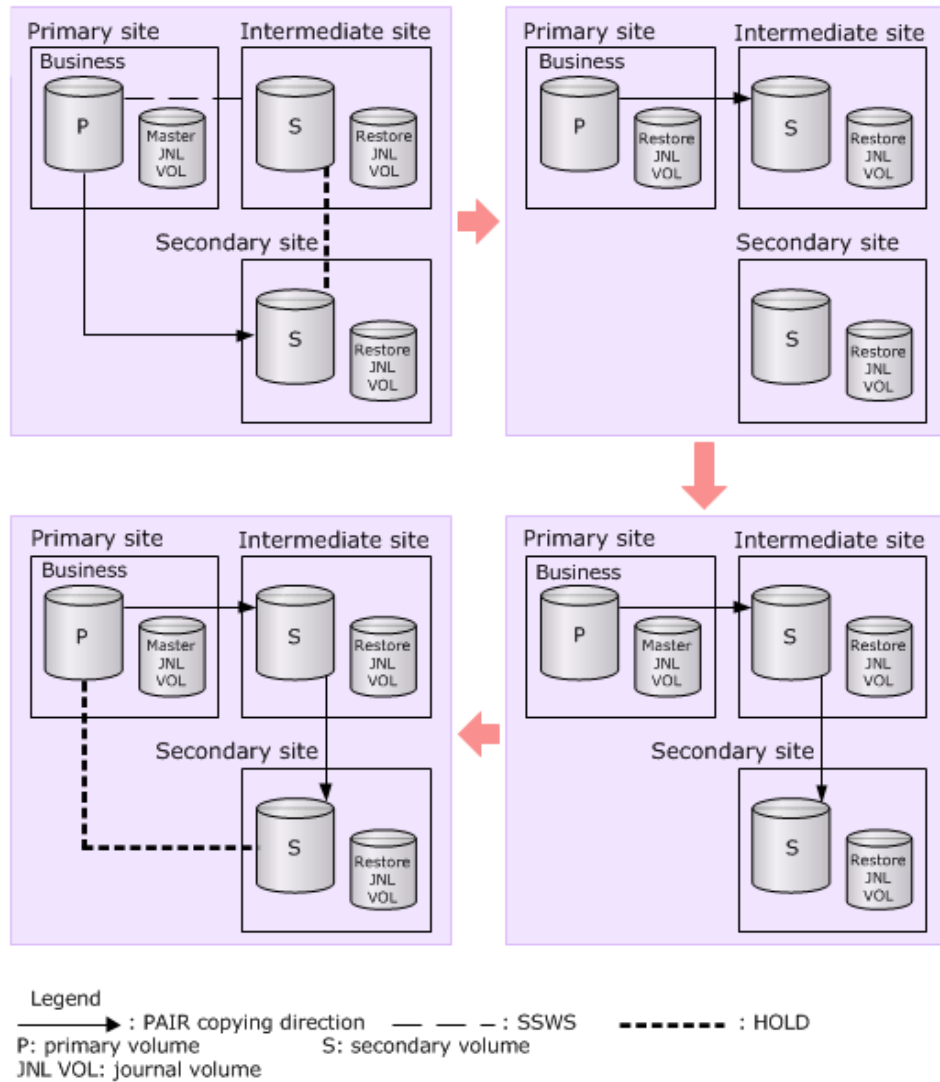 Primary site
Intermediate site
Business
P
Master
JNL
VOL
S
Restore
JNL
VOL
Secondary site
S
Restore
JNL
VOL
Primary site
Intermediate site
Business
P
Restore
JNL
VOL
S
Restore
JNL
VOL
Secondary site
S
Restore
JNL
VOL
Primary site
Intermediate site
Business
P
Master
JNL
VOL
S
Restore
JNL
VOL
Secondary site
S
Restore
JNL
VOL
Primary site
Intermediate site
Business
P
Master
JNL
VOL
S
Restore
JNL
VOL
Secondary site
S
Restore
JNL
VOL
Legend
: PAIR copying direction
: SSWS
: HOLD
P: primary volume
S: secondary volume
JNL VOL: journal volume